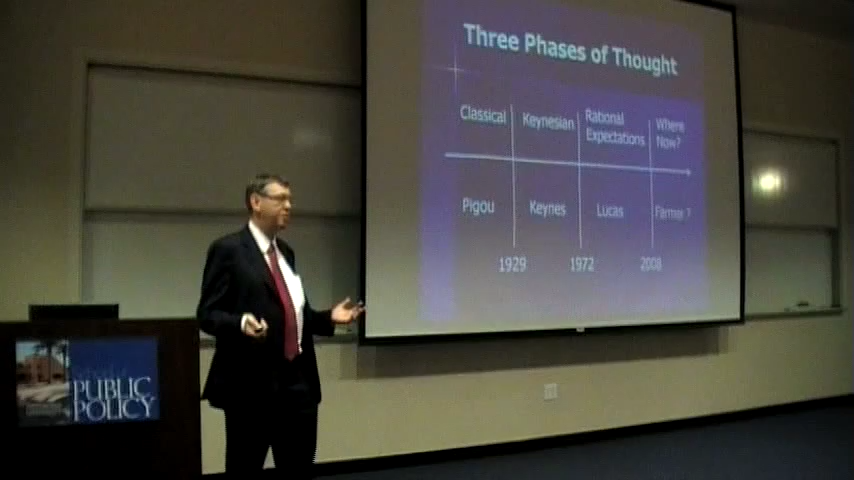 Three Phases of Thought
Classical
Keynesian
Rational
Expectations
Where
Now?
Pigou
Keynes
Lucas
Farmer ?
1929
1972
2008
PUBLIC
POLICY